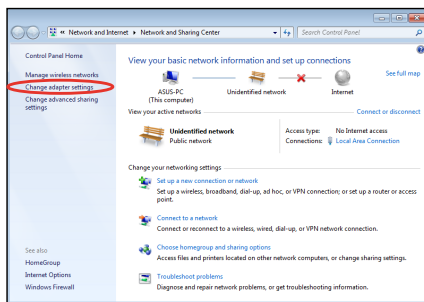 « Network and Internet ▸ Network and Sharing Center
Search Control Panel
Control Panel Home
Manage wireless networks
Change adapter settings
Change advanced sharing
settings
See also
HomeGroup
Internet Options
Windows Firewall
View your basic network information and set up connections
See full map
ASUS-PC
(This computer)
Unidentified network
Internet
View your active networks
Connect or disconnect
Unidentified network
Public network
Access type: No Internet access
Connections: Local Area Connection
Change your networking settings
Set up a new connection or network
Set up a wireless, broadband, dial-up, ad hoc, or VPN connection; or set up a router or access
point.
Connect to a network
Connect or reconnect to a wireless, wired, dial-up, or VPN network connection.
Choose homegroup and sharing options
Access files and printers located on other network computers, or change sharing settings.
Troubleshoot problems
Diagnose and repair network problems, or get troubleshooting information.